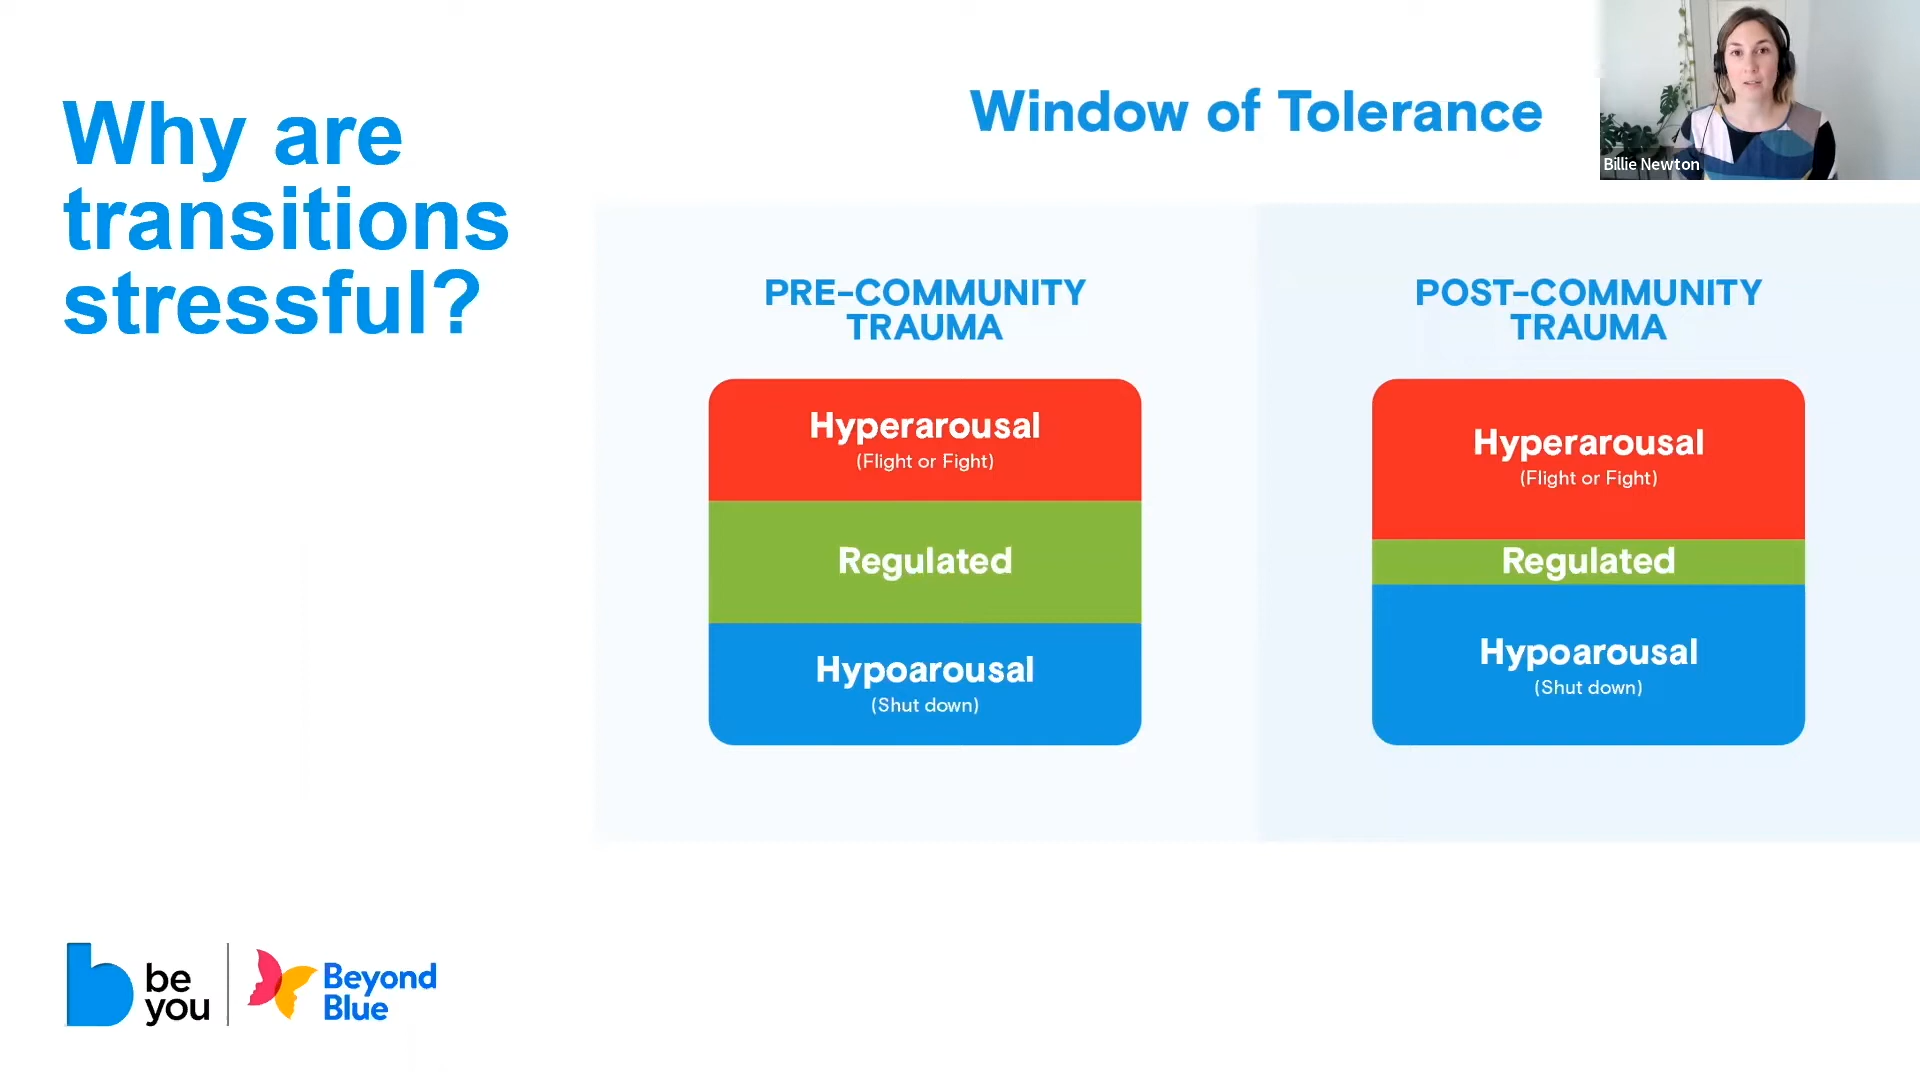 Why are
transitions
stressful?
Window of Tolerance
Billie Newton
PRE-COMMUNITY
TRAUMA
Hyperarousal
(Flight or Fight)
Regulated
Hypoarousal
(Shut down)
POST-COMMUNITY
TRAUMA
Hyperarousal
(Flight or Fight)
Regulated
Hypoarousal
(Shut down)
be
you
Beyond
Blue